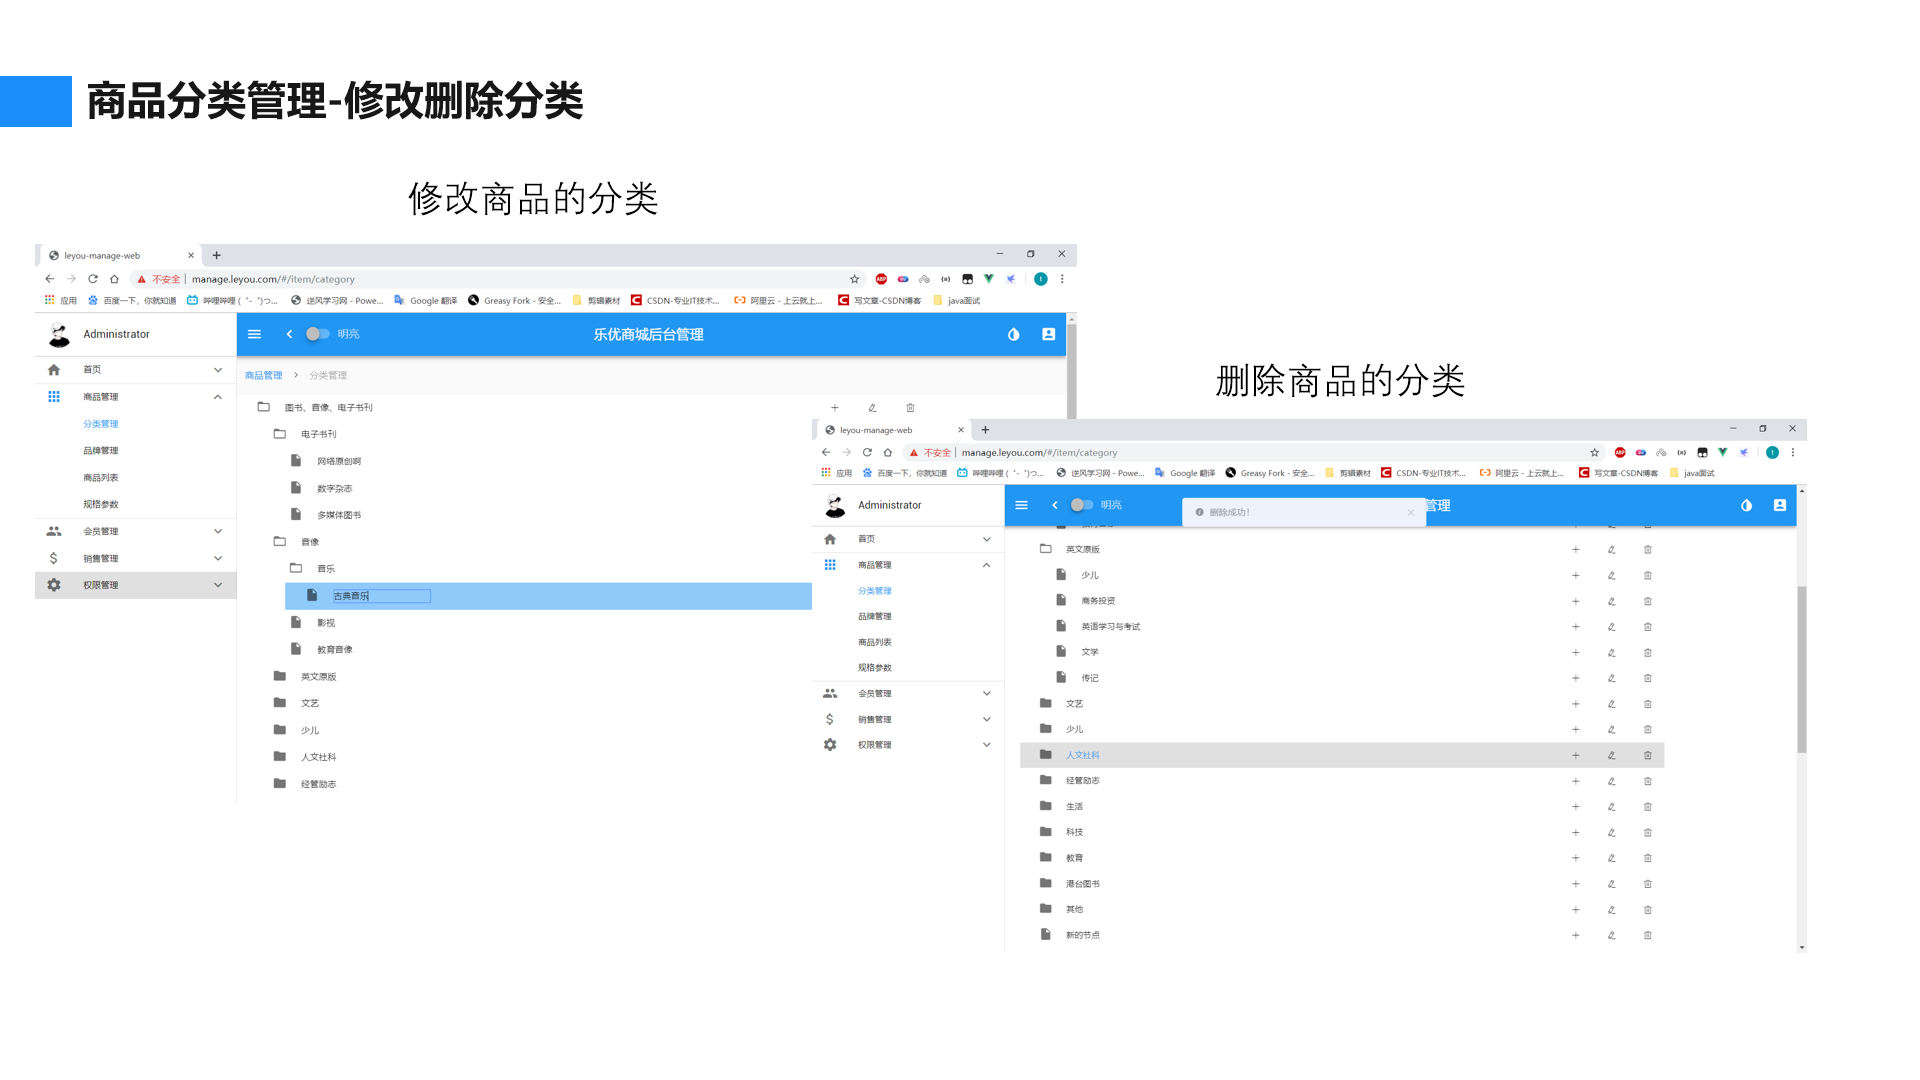 商品分类管理-修改删除分类
修改商品的分类
leyou-manage-web
不安全 | manage.leyou.com/#/item/category
应用 百度一下，你就知道 哔哩哔哩 (゜-゜)つ... 逆风学习网 - Powe... Google 翻译 Greasy Fork - 安全... 剪辑素材 CSDN-专业IT技术... 阿里云 - 上云就上... 写文章-CSDN博客 java面试
Administrator
明亮
乐优商城后台管理
首页
商品管理
分类管理
品牌管理
商品列表
规格参数
会员管理
销售管理
权限管理
商品管理 > 分类管理
图书、音像、电子书刊
电子书刊
网络原创啊
数字杂志
多媒体图书
音像
音乐
古典音乐
影视
教育音像
英文原版
文艺
少儿
人文社科
经管励志
删除商品的分类
leyou-manage-web
不安全 | manage.leyou.com/#/item/category
应用 百度一下，你就知道 哔哩哔哩 (゜-゜)つ... 逆风学习网 - Powe... Google 翻译 Greasy Fork - 安全... 剪辑素材 CSDN-专业IT技术... 阿里云 - 上云就上... 写文章-CSDN博客 java面试
Administrator
明亮
删除成功！
管理
首页
商品管理
分类管理
品牌管理
商品列表
规格参数
会员管理
销售管理
权限管理
英文原版
少儿
商务投资
英语学习与考试
文学
传记
文艺
少儿
人文社科
经管励志
生活
科技
教育
港台图书
其他
新的节点